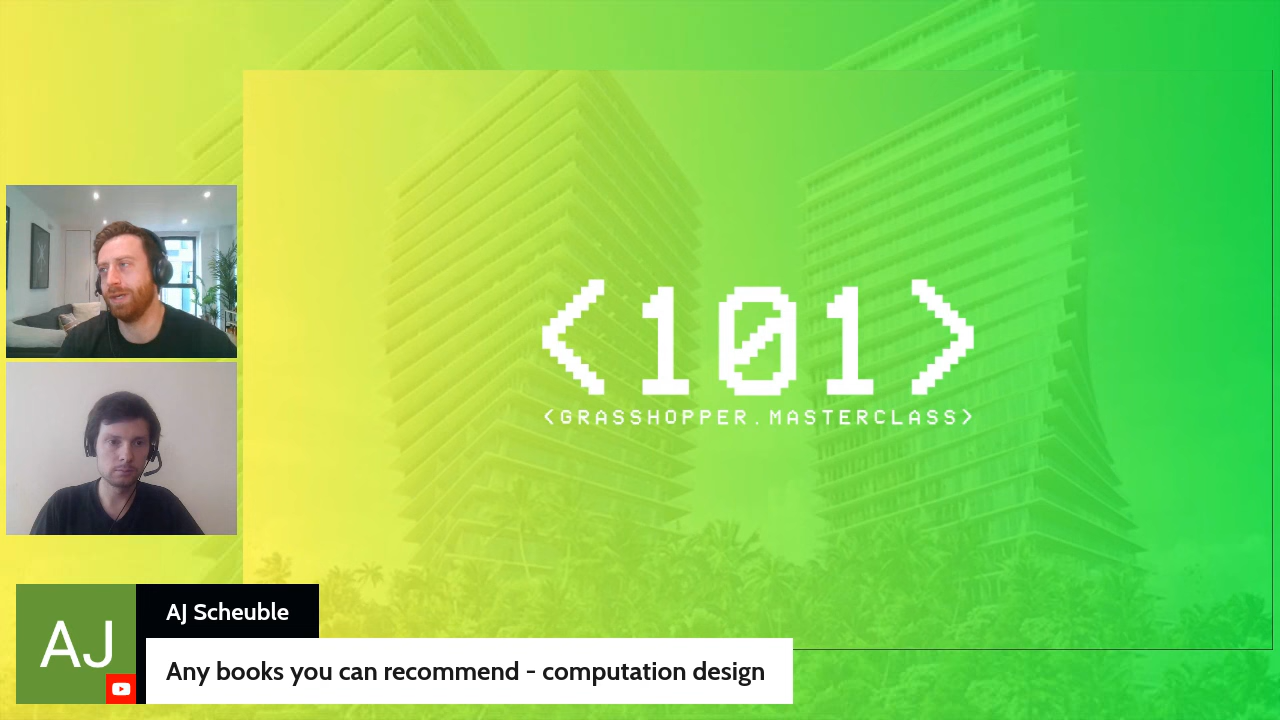 <101>
<GRASSHOPPER.MASTERCLASS>
AJ
AJ Scheuble
Any books you can recommend - computation design